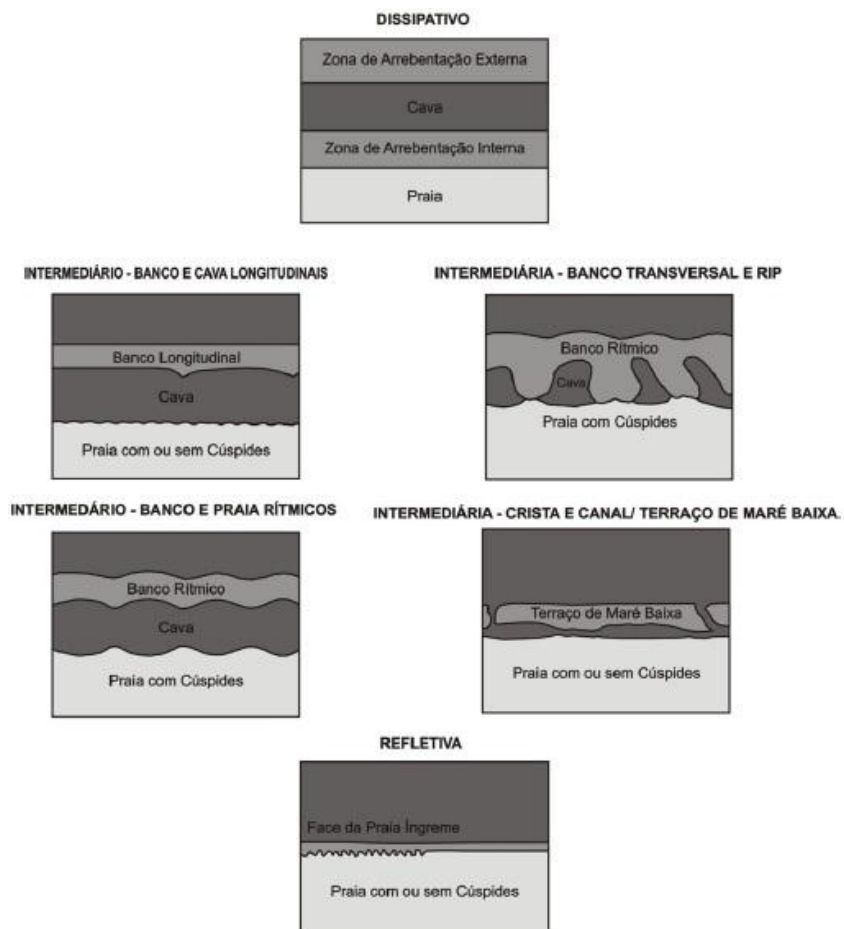 DISSIPATIVO
Zona de Arrebentação Externa
Cava
Zona de Arrebentação Interna
Praia
INTERMEDIÁRIO - BANCO E CAVA LONGITUDINAIS
Banco Longitudinal
Cava
Praia com ou sem Cúspides
INTERMEDIÁRIA - BANCO TRANSVERSAL E RIP
Banco Rítmico
Cava
Praia com Cúspides
INTERMEDÁRIO - BANCO E PRAIA RÍTMICOS
Banco Rítmico
Cava
Praia com Cúspides
INTERMEDIÁRIA - CRISTA E CANAL/ TERRAÇO DE MARÉ BAIXA.
Terraço de Maré Baixa
Praia com ou sem Cúspides
REFLETIVA
Face da Praia Íngreme
Praia com ou sem Cúspides